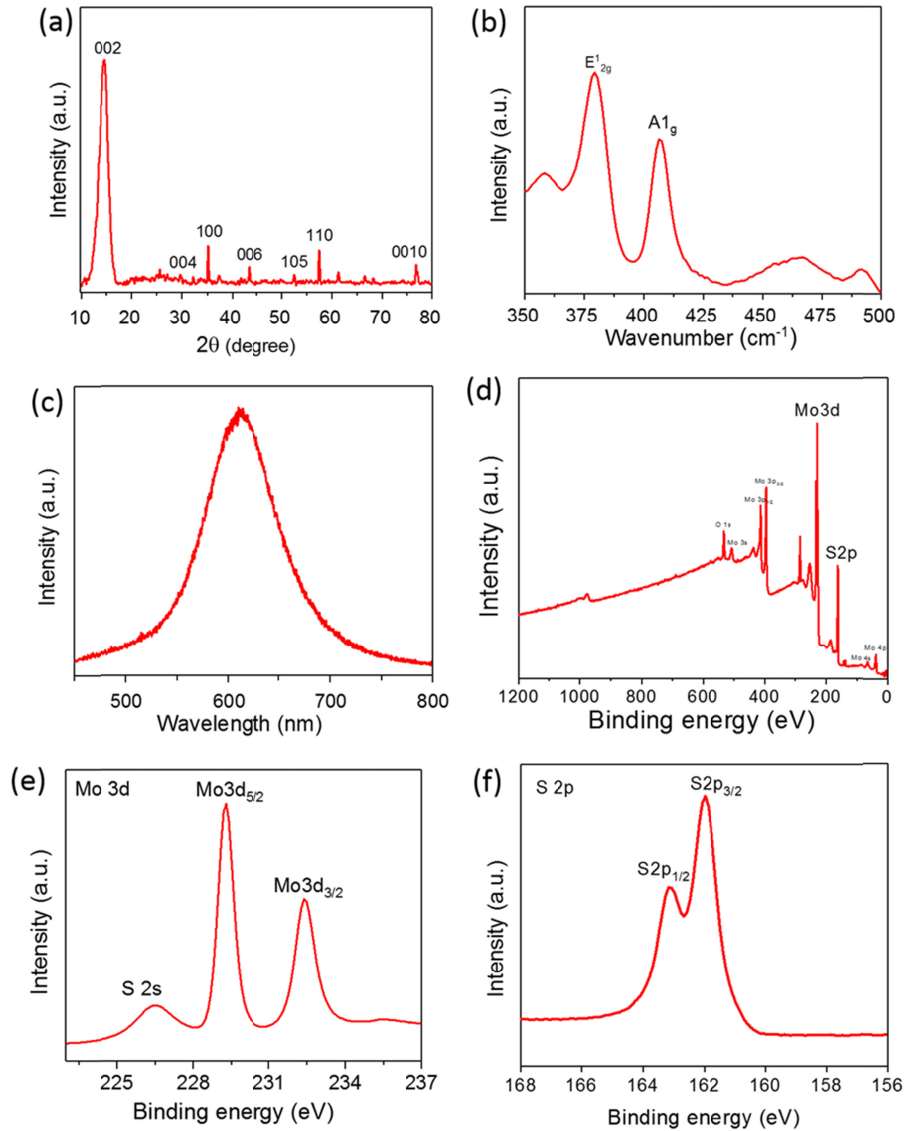 (a)
002
004
100
006
105
110
0010
Intensity (a.u.)
10 20 30 40 50 60 70 80
2θ (degree)
(b)
E¹₂g
A1g
Intensity (a.u.)
350 375 400 425 450 475 500
Wavenumber (cm⁻¹)
(c)
Intensity (a.u.)
500 600 700 800
Wavelength (nm)
(d)
Mo3d
S2p
O 1s
Mo 3s
Mo 4s
Mo 4p
Intensity (a.u.)
1200 1000 800 600 400 200 0
Binding energy (eV)
(e)
Mo 3d
S 2s
Mo3d5/2
Mo3d3/2
Intensity (a.u.)
225 228 231 234 237
Binding energy (eV)
(f)
S 2p
S2p1/2
S2p3/2
Intensity (a.u.)
168 166 164 162 160 158 156
Binding energy (eV)